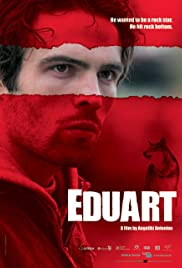 He wanted to be a rock star.
He hit rock bottom.
EDUART
A film by Angeliki Antoniou